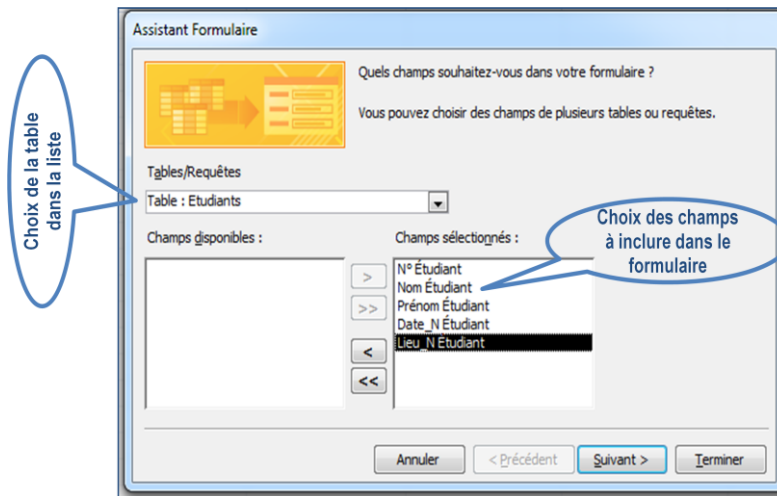 Assistant Formulaire
Quels champs souhaitez-vous dans votre formulaire ?
Vous pouvez choisir des champs de plusieurs tables ou requêtes.
Choix de la table
dans la liste
Tables/Requêtes
Table : Etudiants
Choix des champs
à inclure dans le
formulaire
Champs disponibles :
Champs sélectionnés :
N° Étudiant
Nom Étudiant
Prénom Étudiant
Date_N Étudiant
Lieu_N Étudiant
>
>>
<
<<
Annuler
< Précédent
Suivant >
Terminer